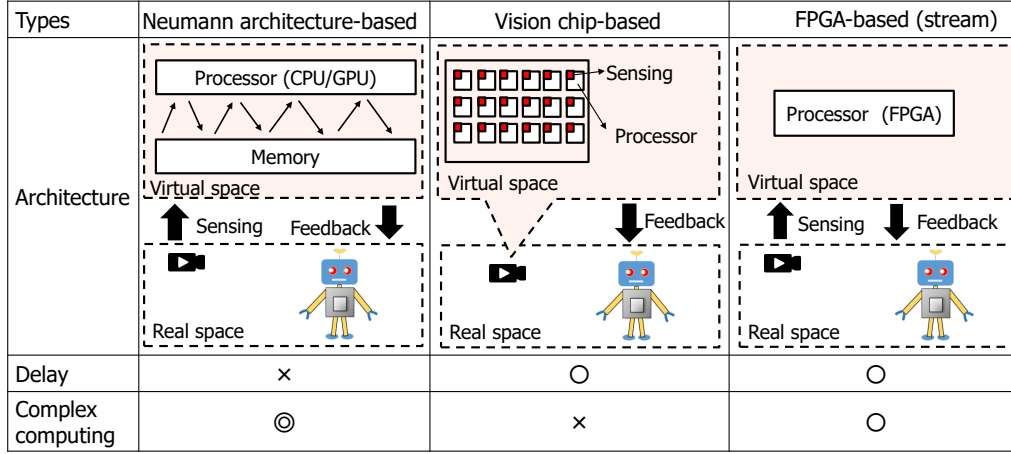 Types
Neumann architecture-based
Vision chip-based
FPGA-based (stream)
Architecture
Processor (CPU/GPU)
Memory
Virtual space
Sensing
Feedback
Real space
Sensing
Processor
Virtual space
Feedback
Real space
Processor (FPGA)
Virtual space
Sensing
Feedback
Real space
Delay
×
○
○
Complex
computing
◎
×
○